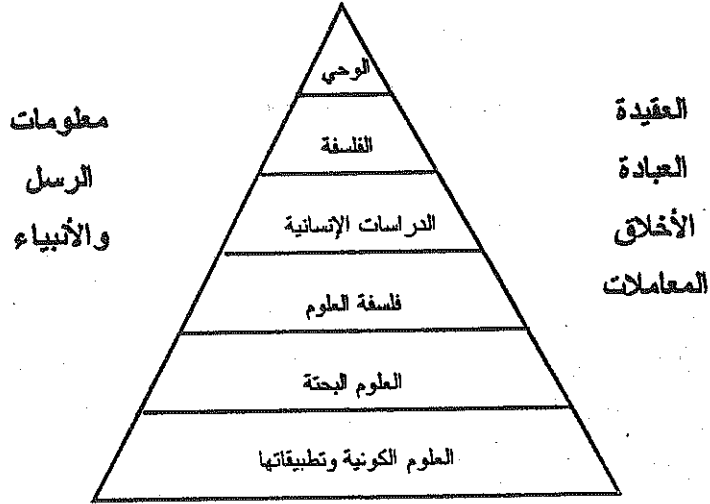 الوحي
الفلسفة
الدراسات الإنسانية
فلسفة العلوم
العلوم البحتة
العلوم الكونية وتطبيقاتها
العقيدة
العبادة
الأخلاق
المعاملات
معلومات
الرسل
والأنبياء